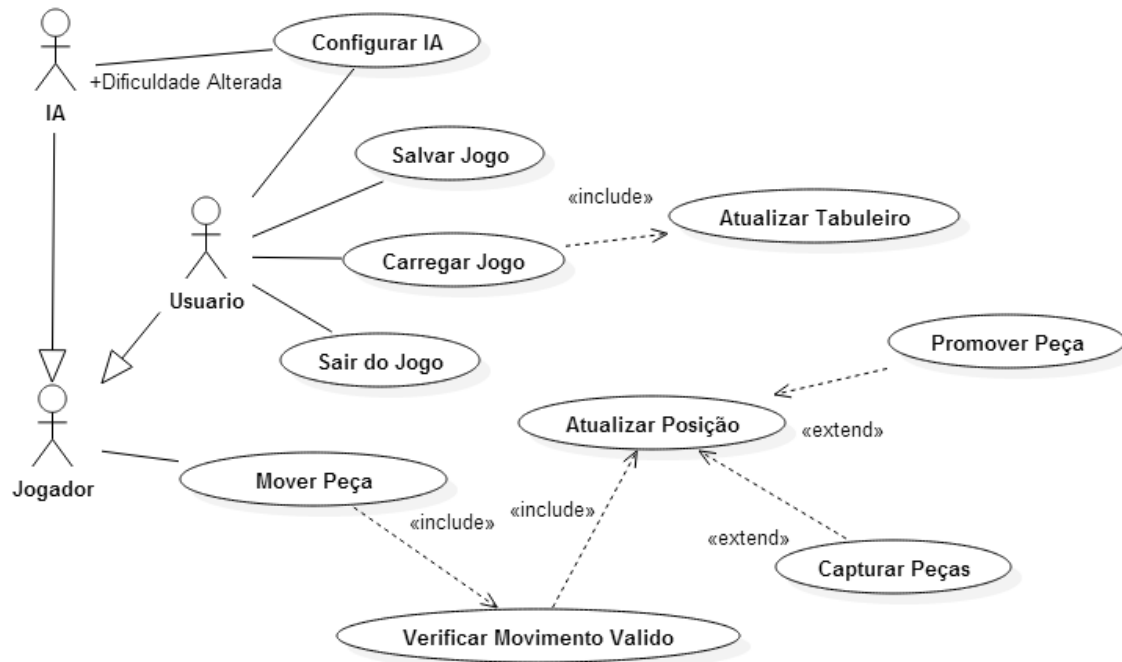 Configurar IA
+Dificuldade Alterada
IA
Salvar Jogo
«include»
Atualizar Tabuleiro
Carregar Jogo
Usuario
Promover Peça
Sair do Jogo
Atualizar Posição
«extend»
Jogador
Mover Peça
«include»
«include»
«extend»
Capturar Peças
Verificar Movimento Valido